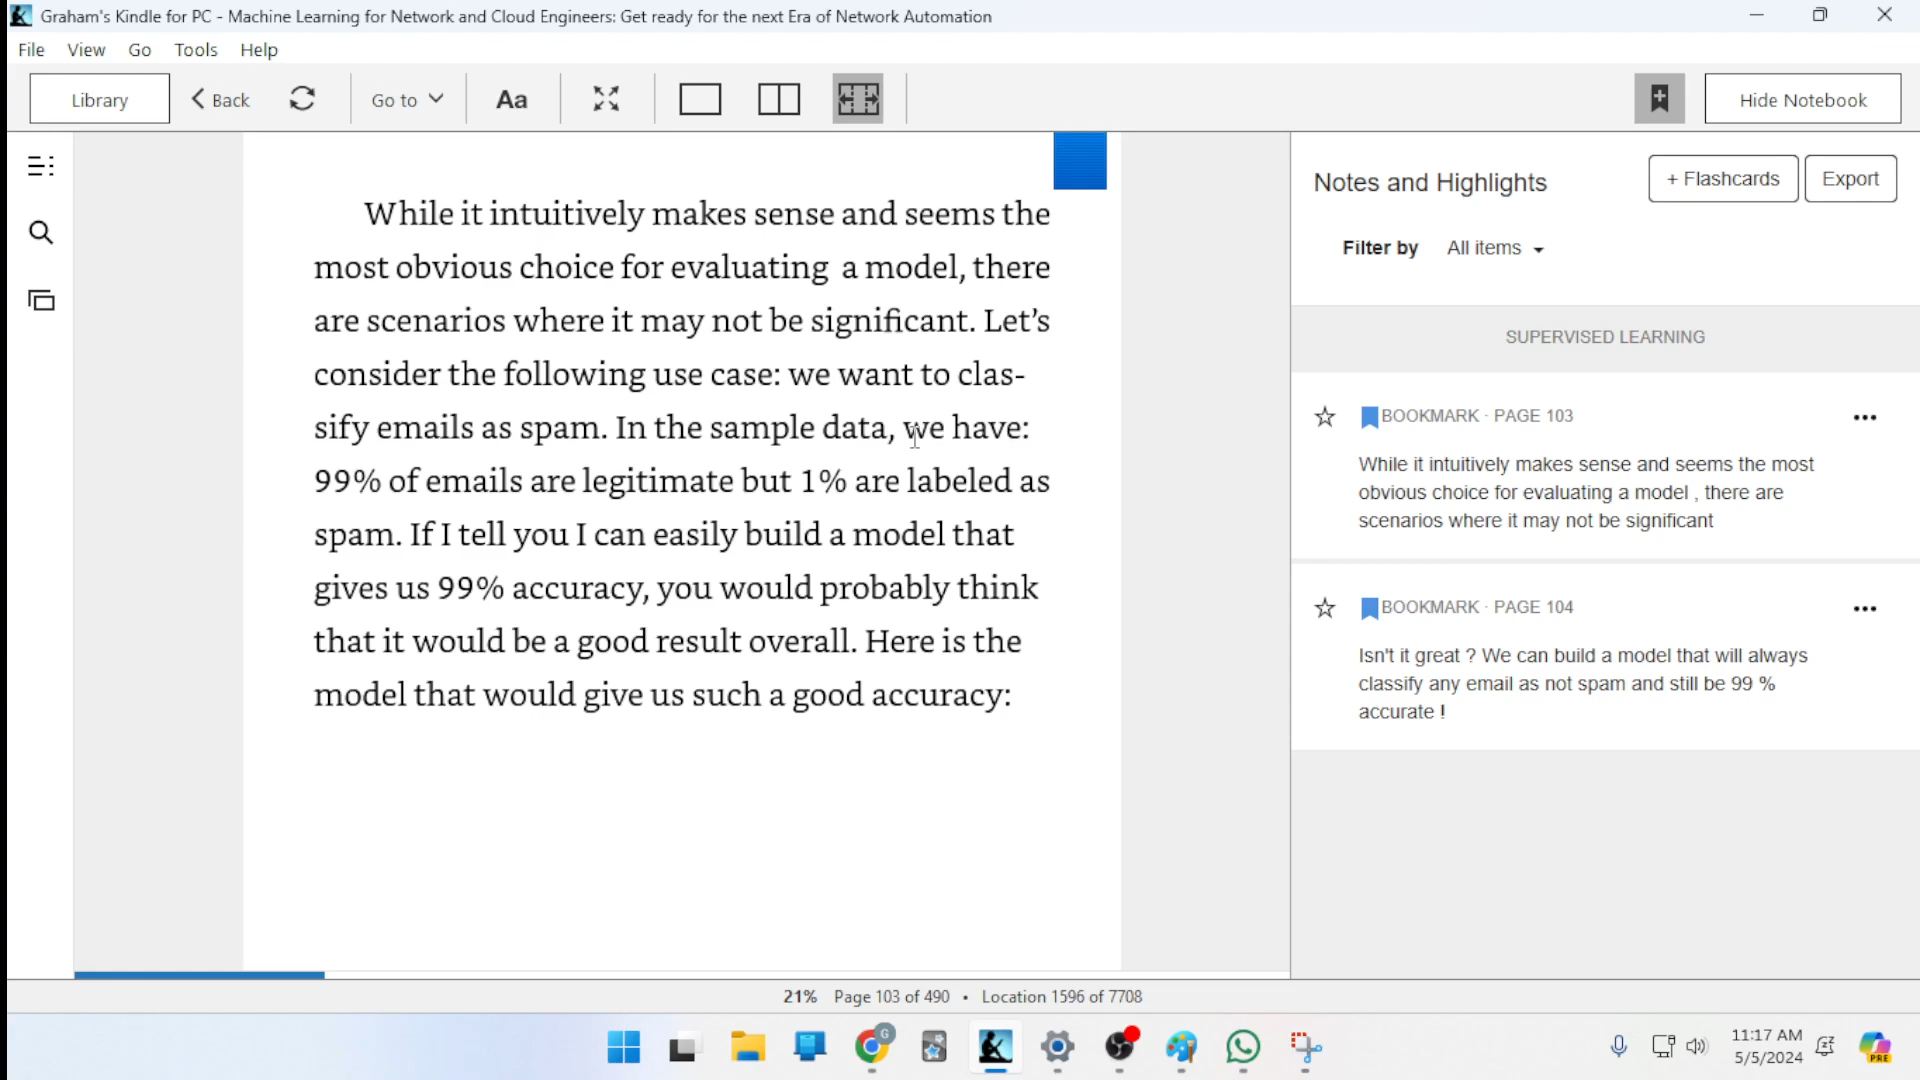 Graham's Kindle for PC - Machine Learning for Network and Cloud Engineers: Get ready for the next Era of Network Automation
File View Go Tools Help
Library Back Go to Aa Hide Notebook
While it intuitively makes sense and seems the
most obvious choice for evaluating a model, there
are scenarios where it may not be significant. Let's
consider the following use case: we want to clas-
sify emails as spam. In the sample data, we have:
99% of emails are legitimate but 1% are labeled as
spam. If I tell you I can easily build a model that
gives us 99% accuracy, you would probably think
that it would be a good result overall. Here is the
model that would give us such a good accuracy:
Notes and Highlights + Flashcards Export
Filter by All items
SUPERVISED LEARNING
BOOKMARK · PAGE 103
While it intuitively makes sense and seems the most
obvious choice for evaluating a model , there are
scenarios where it may not be significant
BOOKMARK · PAGE 104
Isn't it great ? We can build a model that will always
classify any email as not spam and still be 99 %
accurate !
21% Page 103 of 490 • Location 1596 of 7708
G
11:17 AM
5/5/2024
PRE